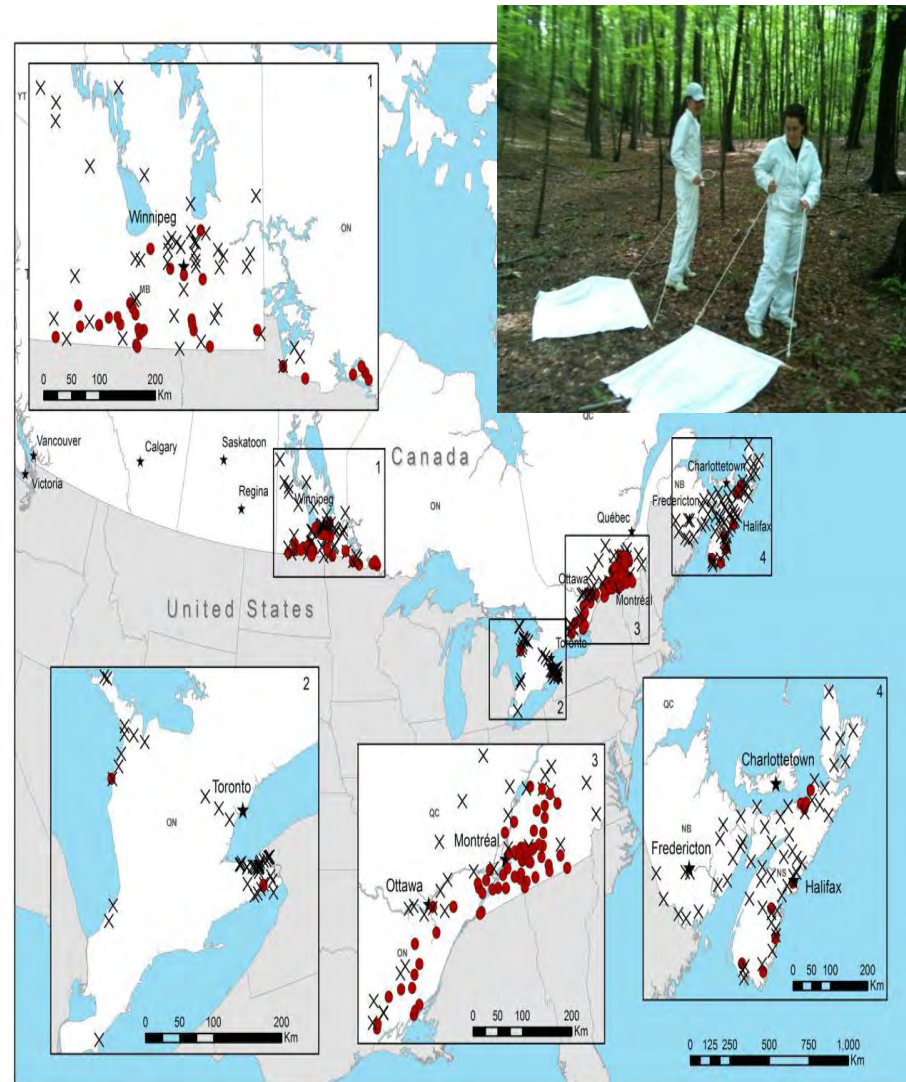 1
YT
Winnipeg
ON
MB
0 50 100 200
Km
QC
Vancouver
Victoria
Calgary
Saskatoon
Regina
Canada
1
Winnipeg
ON
United States
Québec
Ottawa
Montréal
3
Toronto
2
Charlottetown
NB
Fredericton
Halifax
4
2
Toronto
ON
0 50 100 200
Km
3
QC
Montréal
Ottawa
ON
0 50 100 200
Km
4
QC
Charlottetown
NB
Fredericton
NS
Halifax
0 50 100 200
Km
0 125 250 500 750 1,000
Km